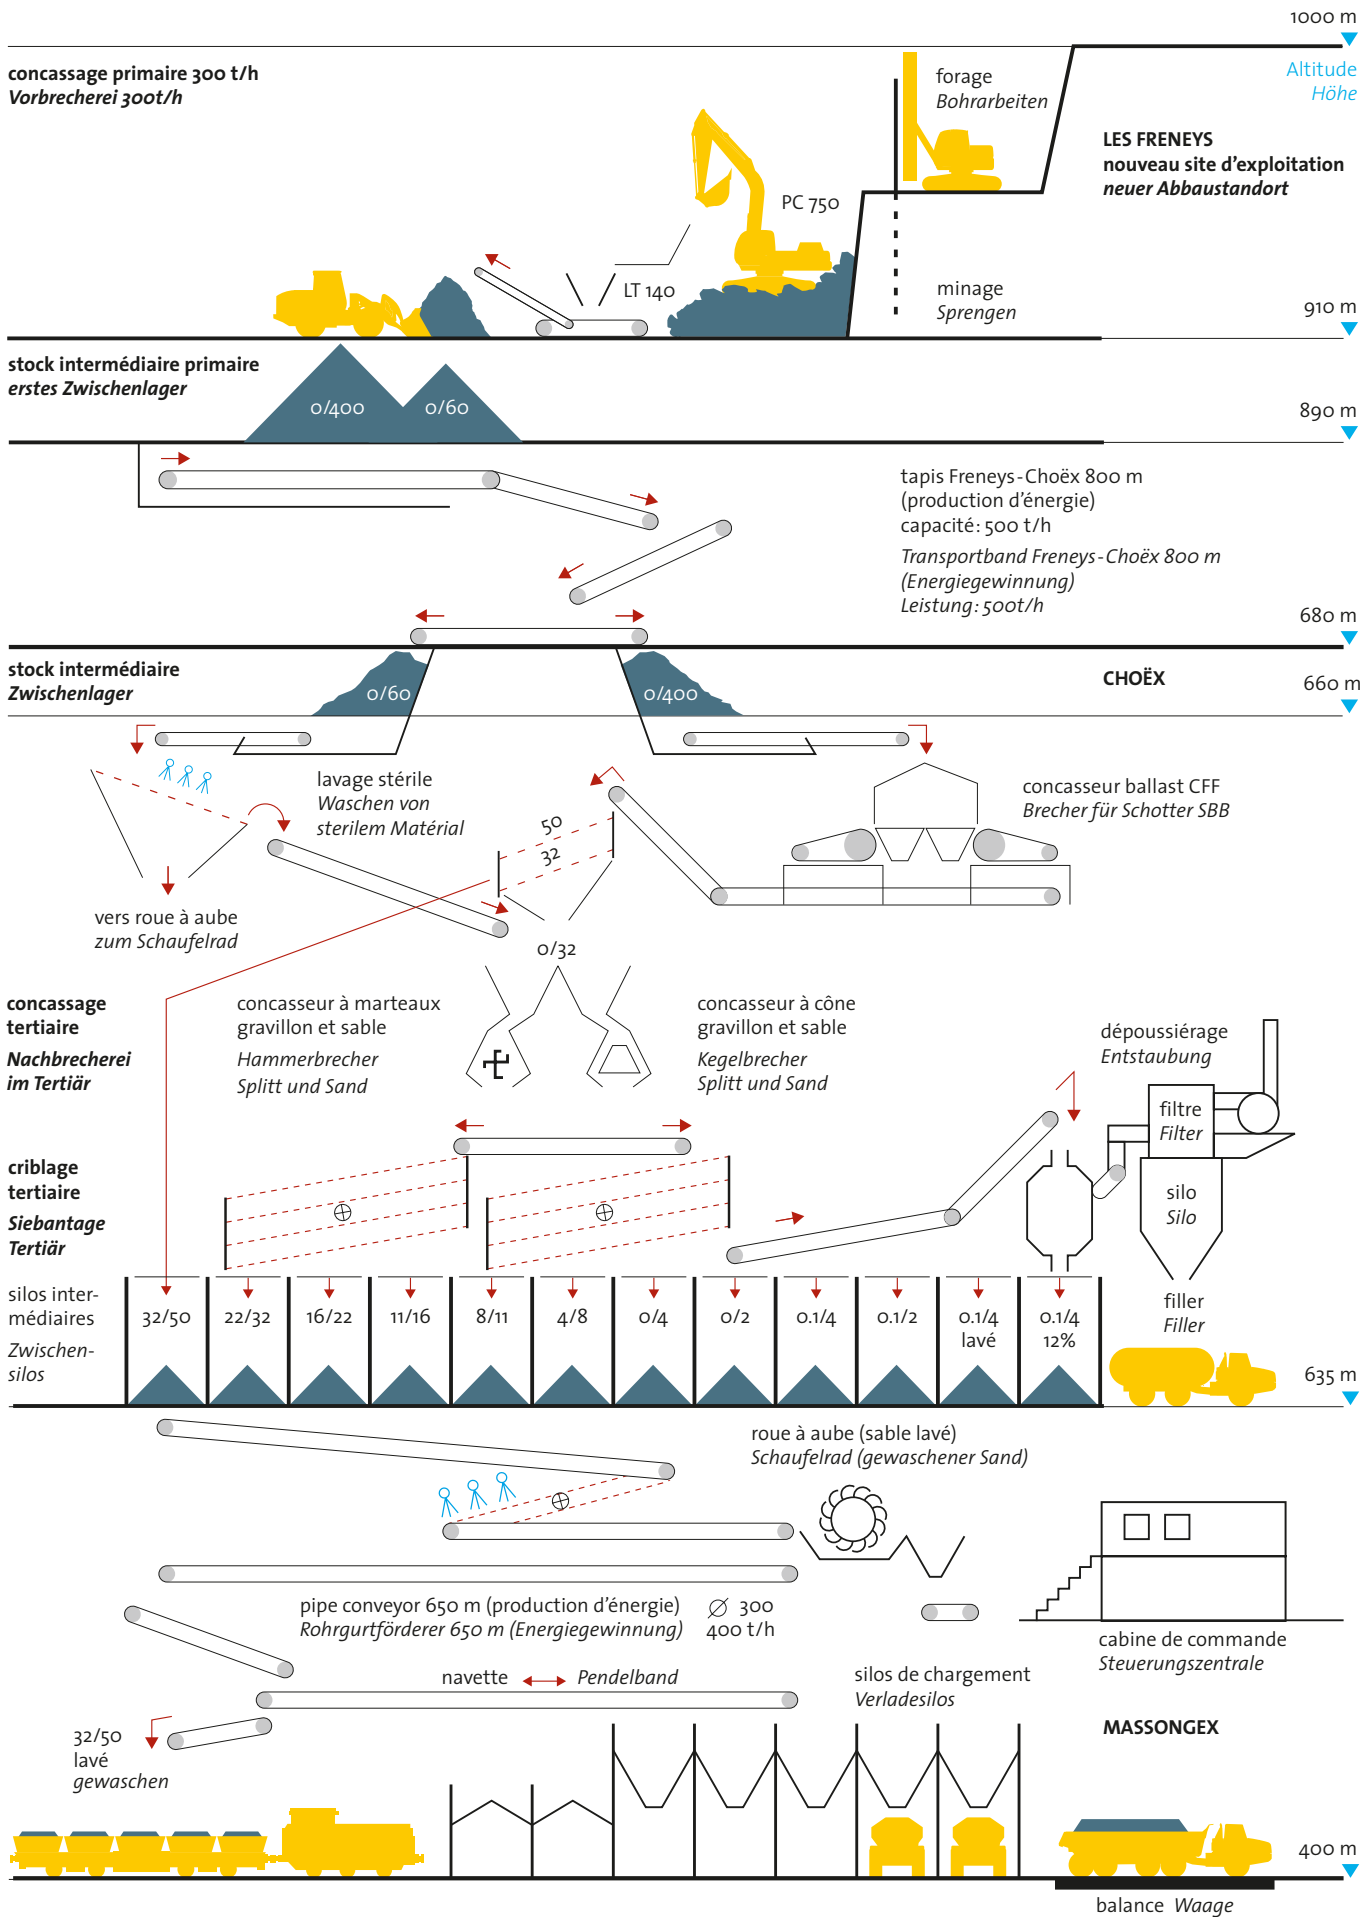 1000 m
concassage primaire 300 t/h
Vorbrecherei 300t/h
Altitude
Höhe
forage
Bohrarbeiten
LES FRENEYS
nouveau site d'exploitation
neuer Abbaustandort
PC 750
LT 140
minage
Sprengen
910 m
stock intermédiaire primaire
erstes Zwischenlager
0/400
0/60
890 m
tapis Freneys-Choëx 800 m
(production d'énergie)
capacité: 500 t/h
Transportband Freneys-Choëx 800 m
(Energiegewinnung)
Leistung: 500t/h
680 m
stock intermédiaire
Zwischenlager
0/60
0/400
CHOËX
660 m
lavage stérile
Waschen von
sterilem Matérial
concasseur ballast CFF
Brecher für Schotter SBB
50
32
vers roue à aube
zum Schaufelrad
0/32
concassage
tertiaire
Nachbrecherei
im Tertiär
concasseur à marteaux
gravillon et sable
Hammerbrecher
Splitt und Sand
concasseur à cône
gravillon et sable
Kegelbrecher
Splitt und Sand
dépoussiérage
Entstaubung
filtre
Filter
criblage
tertiaire
Siebantage
Tertiär
silo
Silo
silos inter-
médiaires
Zwischen-
silos
32/50
22/32
16/22
11/16
8/11
4/8
0/4
0/2
0.1/4
0.1/2
0.1/4
lavé
0.1/4
12%
filler
Filler
635 m
roue à aube (sable lavé)
Schaufelrad (gewaschener Sand)
pipe conveyor 650 m (production d'énergie) ∅ 300
Rohrgurtförderer 650 m (Energiegewinnung) 400 t/h
cabine de commande
Steuerungszentrale
navette Pendelband
silos de chargement
Verladesilos
32/50
lavé
gewaschen
MASSONGEX
400 m
balance Waage